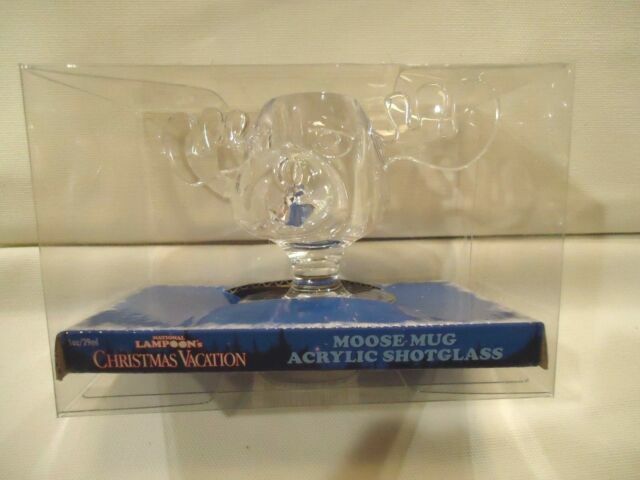 1oz/29ml
NATIONAL
LAMPOON's
CHRISTMAS VACATION
MOOSE MUG
ACRYLIC SHOTGLASS